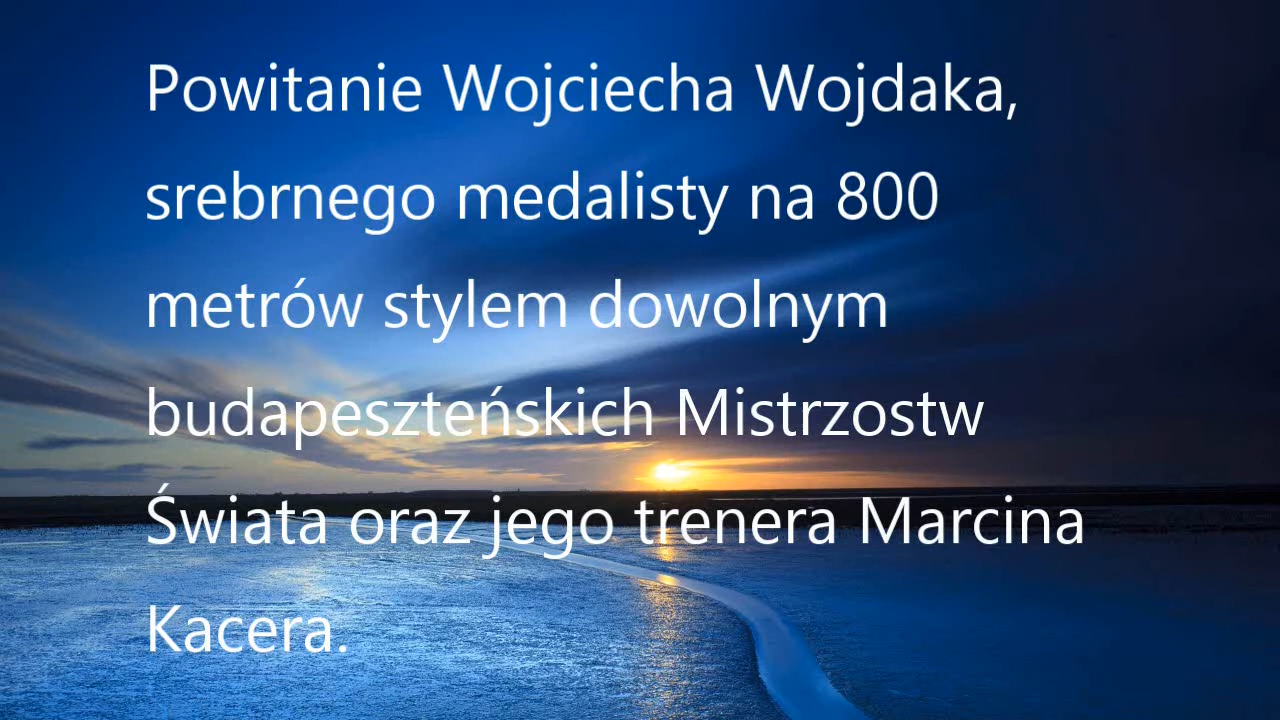 Powitanie Wojciecha Wojdaka,
srebrnego medalisty na 800
metrów stylem dowolnym
budapeszteńskich Mistrzostw
Świata oraz jego trenera Marcina
Kacera.